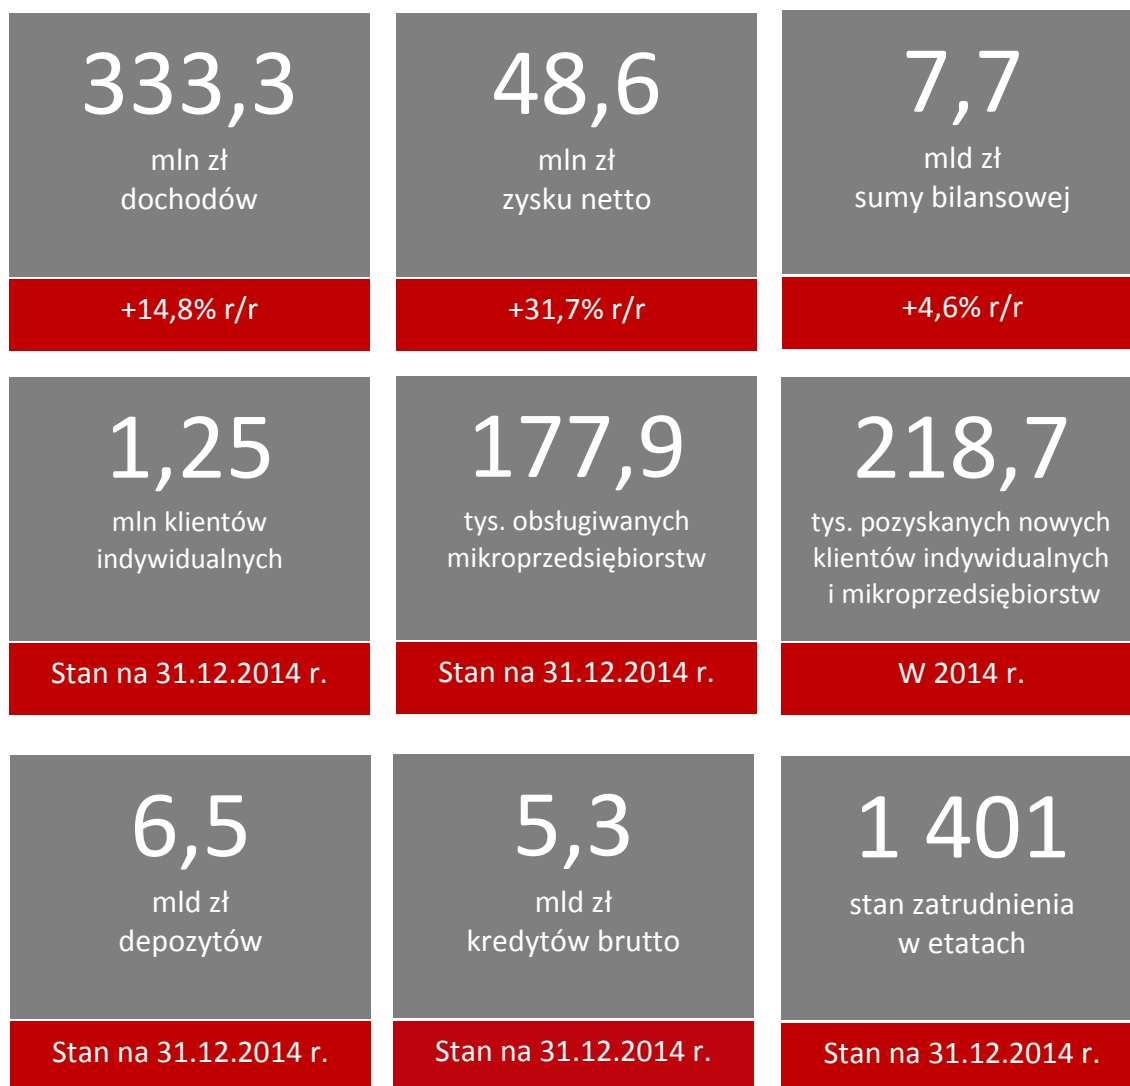 333,3
mln zł
dochodów
+14,8% r/r
48,6
mln zł
zysku netto
+31,7% r/r
7,7
mld zł
sumy bilansowej
+4,6% r/r
1,25
mln klientów
indywidualnych
Stan na 31.12.2014 r.
177,9
tys. obsługiwanych
mikroprzedsiębiorstw
Stan na 31.12.2014 r.
218,7
tys. pozyskanych nowych
klientów indywidualnych
i mikroprzedsiębiorstw
W 2014 r.
6,5
mld zł
depozytów
Stan na 31.12.2014 r.
5,3
mld zł
kredytów brutto
Stan na 31.12.2014 r.
1 401
stan zatrudnienia
w etatach
Stan na 31.12.2014 r.